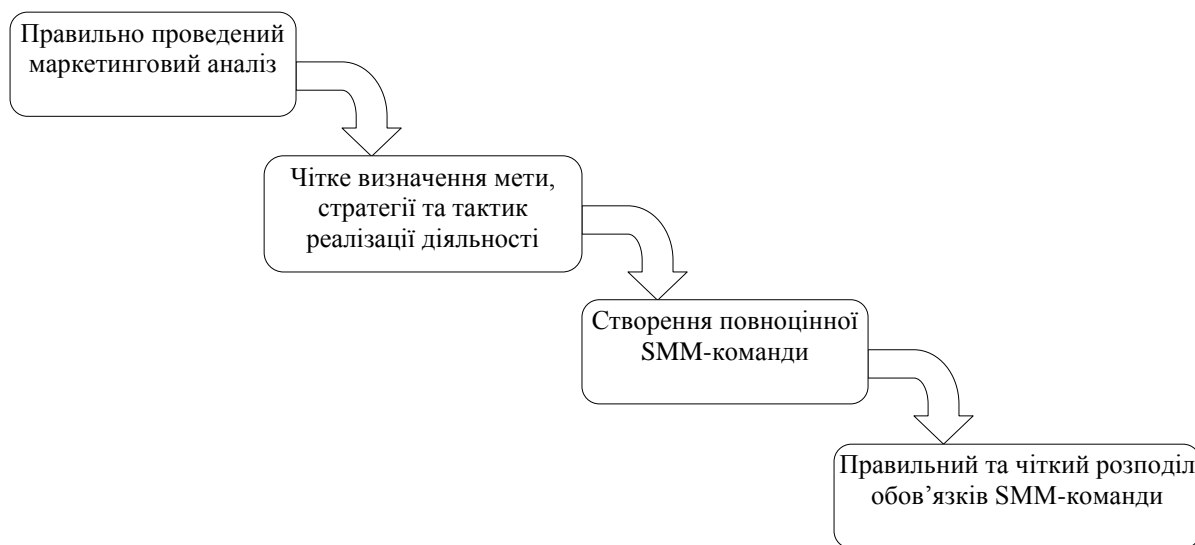 Правильно проведений
маркетинговий аналіз
Чітке визначення мети,
стратегії та тактик
реалізації діяльності
Створення повноцінної
SMM-команди
Правильний та чіткий розподіл
обов’язків SMM-команди